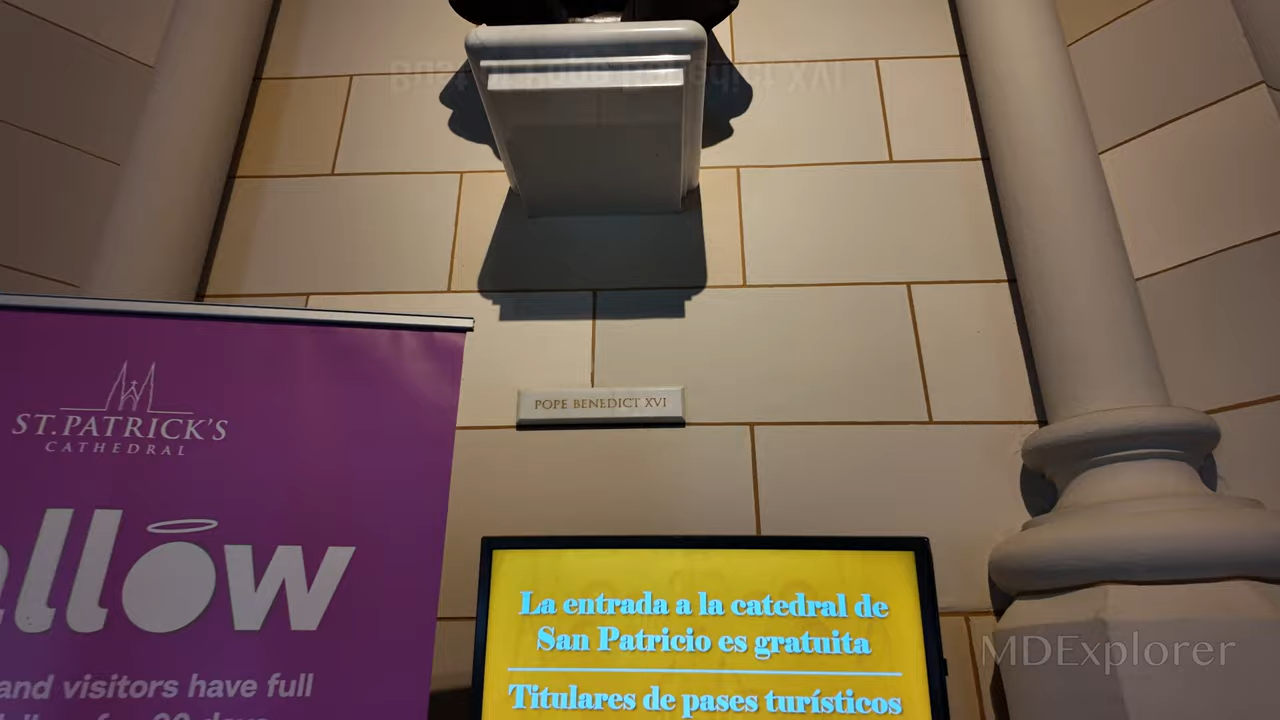 POPE BENEDICT XVI
ST. PATRICK'S
CATHEDRAL
allow
and visitors have full
La entrada a la catedral de
San Patricio es gratuita
Titulares de pases turísticos
MDExplorer